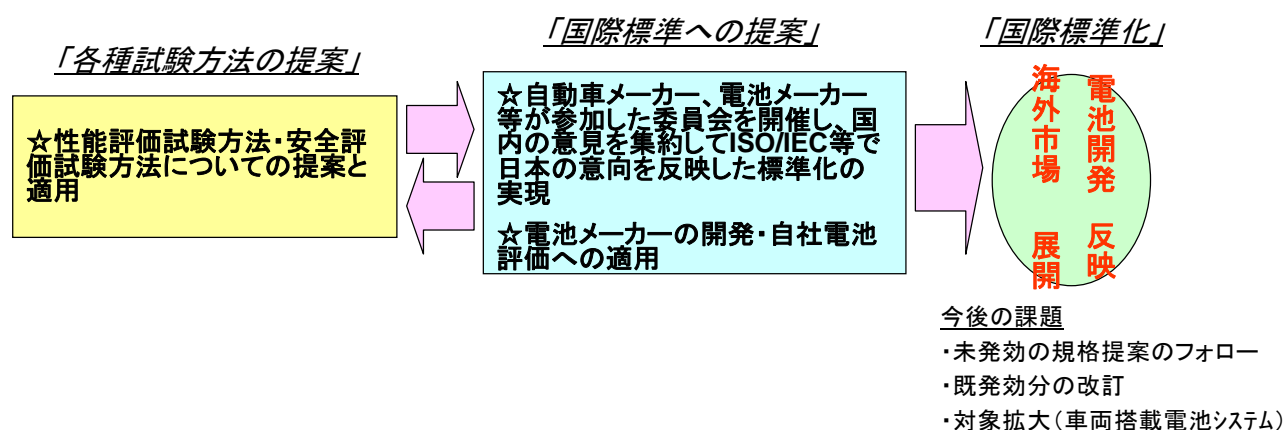 「各種試験方法の提案」
☆性能評価試験方法・安全評
価試験方法についての提案と
適用
「国際標準への提案」
☆自動車メーカー、電池メーカー
等が参加した委員会を開催し、国
内の意見を集約してISO/IEC等で
日本の意向を反映した標準化の
実現
☆電池メーカーの開発・自社電池
評価への適用
「国際標準化」
電池開発 反映
海外市場 展開
今後の課題
・未発効の規格提案のフォロー
・既発効分の改訂
・対象拡大(車両搭載電池ｼｽﾃﾑ)